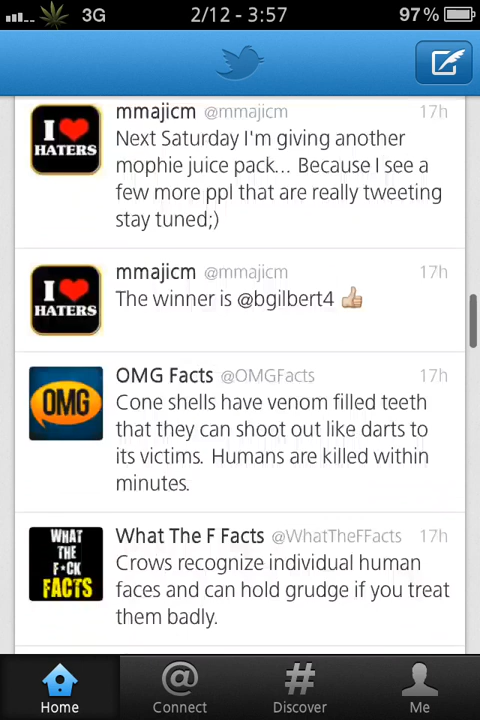 3G 2/12 - 3:57 97%
mmajicm @mmajicm 17h
I ❤ HATERS
Next Saturday I'm giving another
mophie juice pack... Because I see a
few more ppl that are really tweeting
stay tuned;)
mmajicm @mmajicm 17h
I ❤ HATERS
The winner is @bgilbert4 👍
OMG Facts @OMGFacts 17h
OMG
Cone shells have venom filled teeth
that they can shoot out like darts to
its victims. Humans are killed within
minutes.
What The F Facts @WhatTheFFacts 17h
WHAT
THE
F*CK
FACTS
Crows recognize individual human
faces and can hold grudge if you treat
them badly.
Home Connect Discover Me